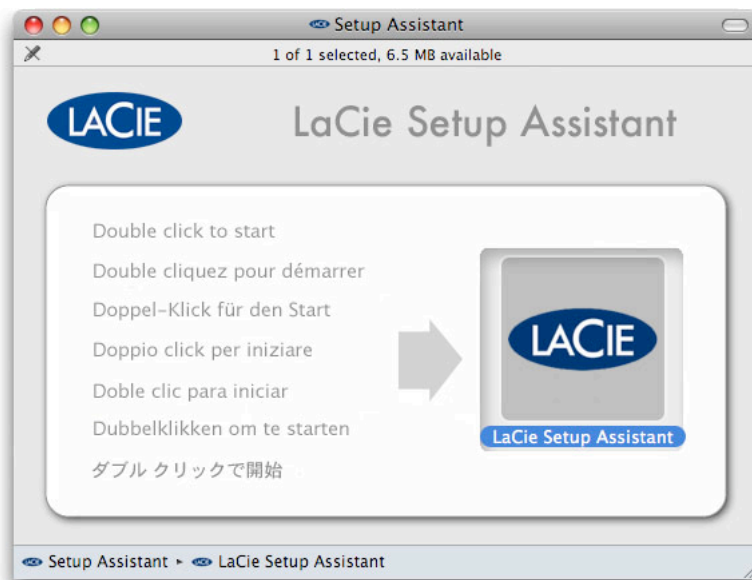 Setup Assistant
1 of 1 selected, 6.5 MB available
LACIE
LaCie Setup Assistant
Double click to start
Double cliquez pour démarrer
Doppel-Klick für den Start
Doppio click per iniziare
Doble clic para iniciar
Dubbelklikken om te starten
ダブル クリックで開始
LACIE
LaCie Setup Assistant
Setup Assistant ▸ LaCie Setup Assistant